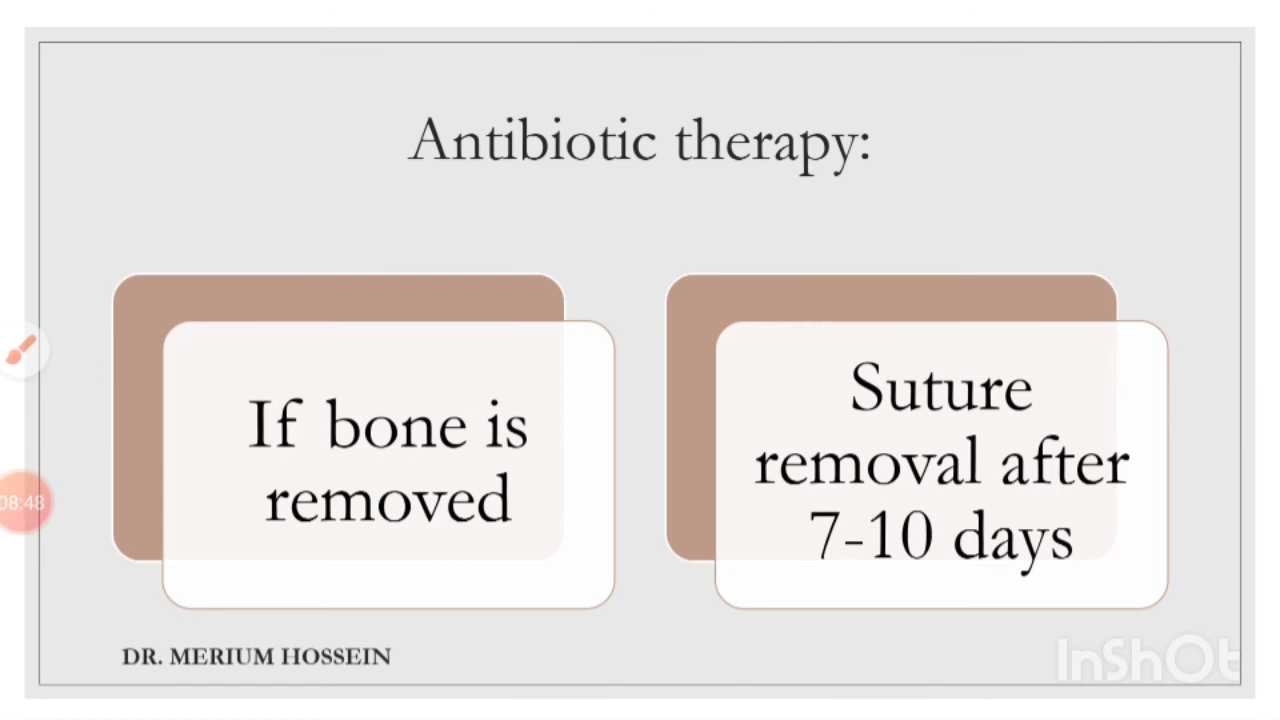 Antibiotic therapy:
If bone is
removed
Suture
removal after
7-10 days
08:48
DR. MERIUM HOSSEIN
InShOt